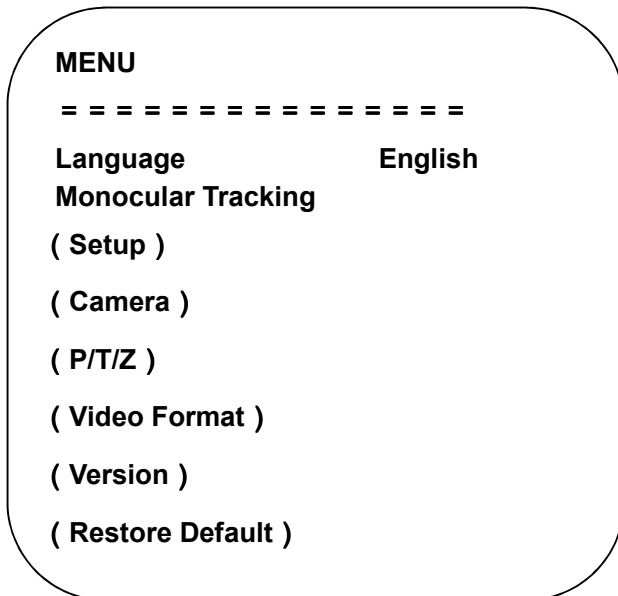 MENU
= = = = = = = = = = = = = = =
Language English
Monocular Tracking
( Setup )
( Camera )
( P/T/Z )
( Video Format )
( Version )
( Restore Default )